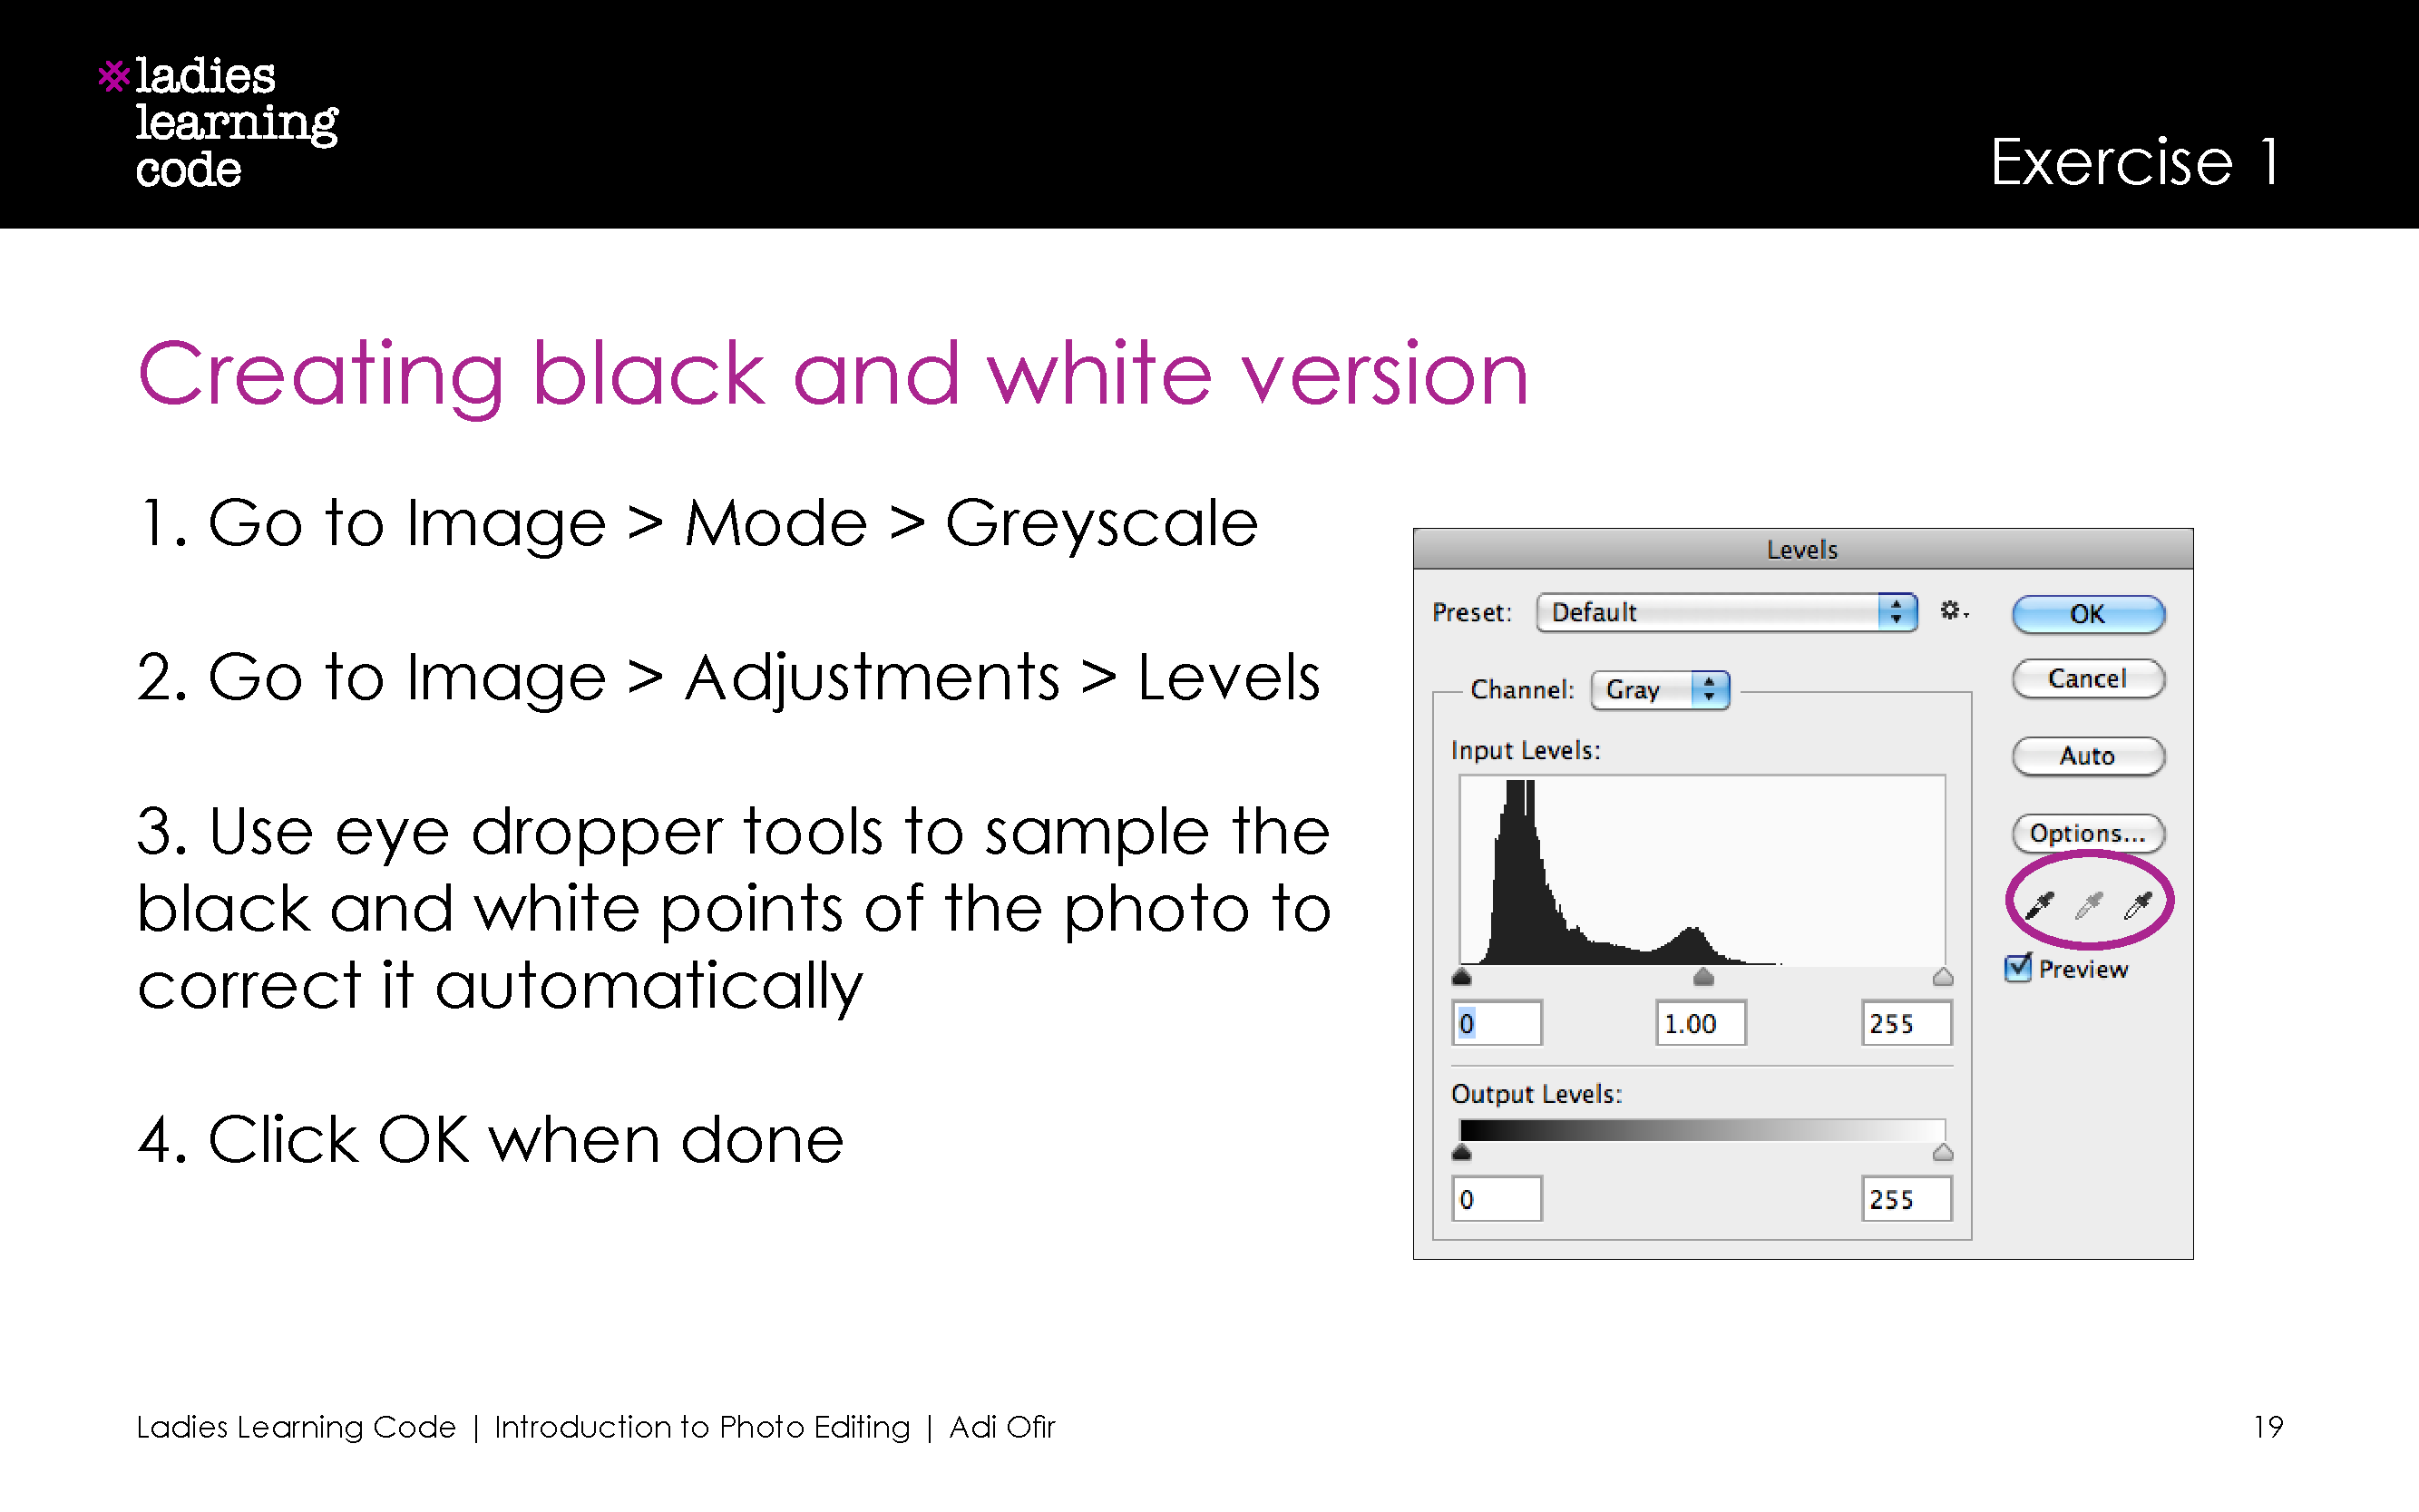 ladies
learning
code
Exercise 1
Creating black and white version
1. Go to Image > Mode > Greyscale
2. Go to Image > Adjustments > Levels
3. Use eye dropper tools to sample the
black and white points of the photo to
correct it automatically
4. Click OK when done
Levels
Preset: Default
OK
Cancel
Channel: Gray
Auto
Input Levels:
Options...
Preview
0 1.00 255
Output Levels:
0 255
Ladies Learning Code | Introduction to Photo Editing | Adi Ofir
19